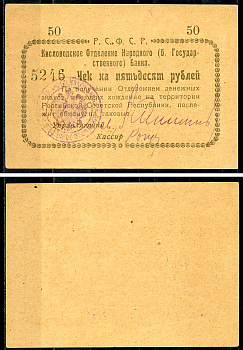 50 50
Р. С. Ф. С. Р.
Кисловодское Отделение Народного (б. Государ-
ственного) Банка.
5246 Чек на пятьдесят рублей
По получении Отделением денежных
знаков, имеющих хождение на территории
Российской Советской Республики, подле-
жит обмену на таковые.
Управляющий
Кассир